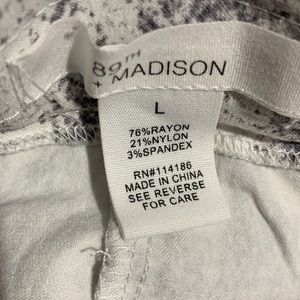 89TH
+ MADISON
L
76%RAYON
21%NYLON
3%SPANDEX
RN#114186
MADE IN CHINA
SEE REVERSE
FOR CARE